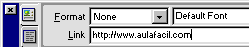 Format None Default Font
Link http://www.aulafacil.com